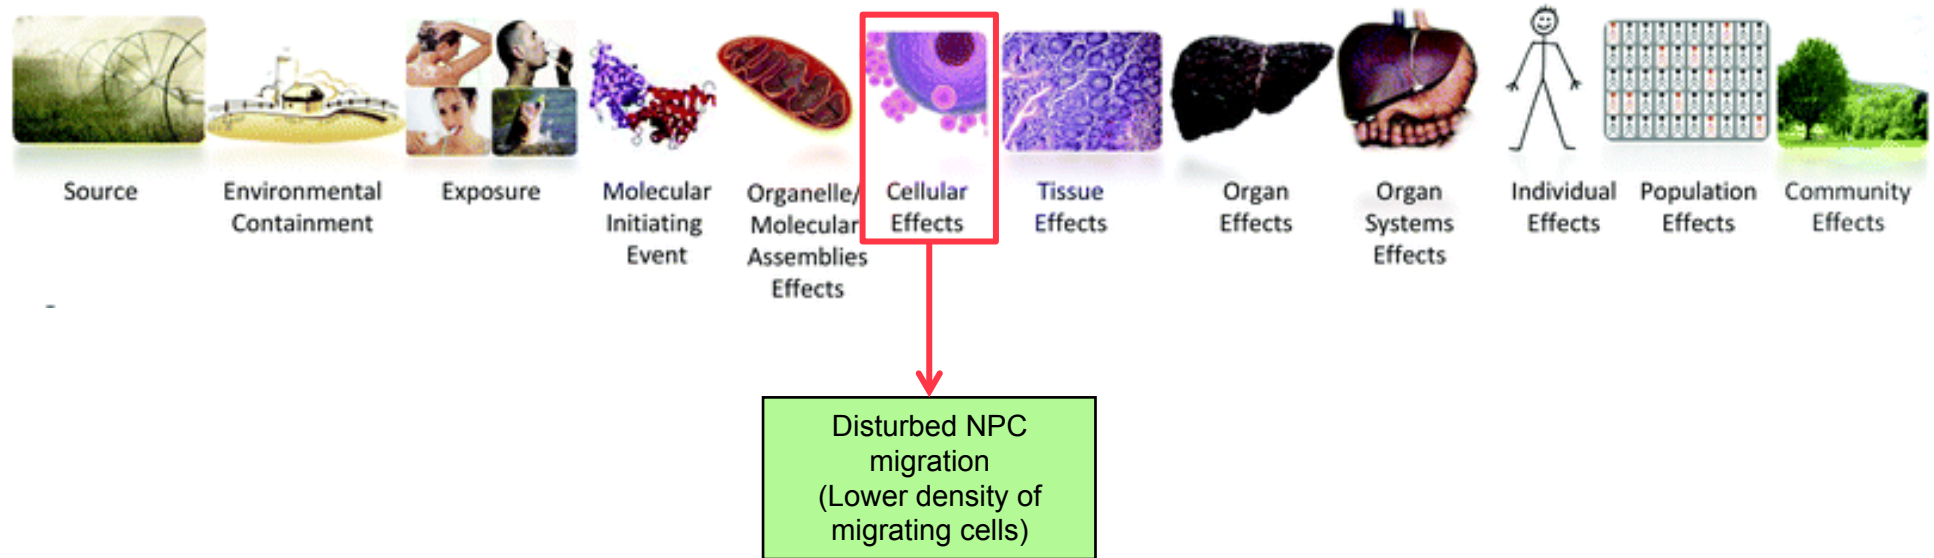 Source
Environmental
Containment
Exposure
Molecular
Initiating
Event
Organelle/
Molecular
Assemblies
Effects
Cellular
Effects
Tissue
Effects
Organ
Effects
Organ
Systems
Effects
Individual
Effects
Population
Effects
Community
Effects
Disturbed NPC
migration
(Lower density of
migrating cells)